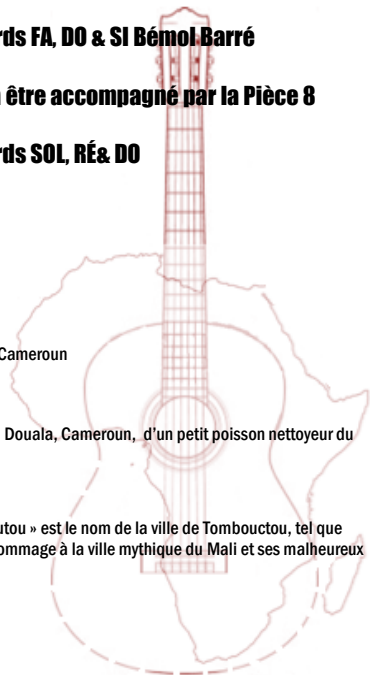 rds FA, DO & SI Bémol Barré
être accompagné par la Pièce 8
rds SOL, RÉ& DO
Cameroun
Douala, Cameroun, d’un petit poisson nettoyeur du
utou » est le nom de la ville de Tombouctou, tel que
ommage à la ville mythique du Mali et ses malheureux